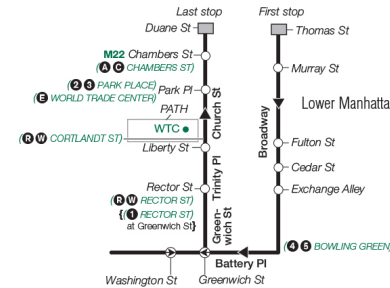 Last stop
First stop
Duane St
Thomas St
M22 Chambers St
(A C CHAMBERS ST)
Murray St
(2 3 PARK PLACE)
Park Pl
(E WORLD TRADE CENTER)
PATH
Church St
Lower Manhatta
Broadway
WTC
(R W CORTLANDT ST)
Liberty St
Fulton St
Cedar St
Trinity Pl
Rector St
Exchange Alley
(R W RECTOR ST)
{(1 RECTOR ST)
at Greenwich St}
Green-
wich St
(4 5 BOWLING GREEN)
Battery Pl
Washington St
Greenwich St